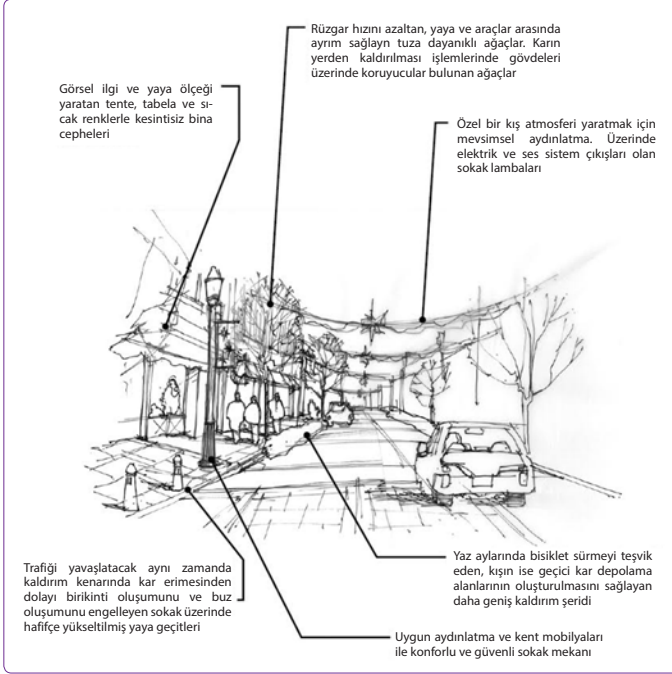 Rüzgar hızını azaltan, yaya ve araçlar arasında
ayrım sağlayn tuza dayanıklı ağaçlar. Karın
yerden kaldırılması işlemlerinde gövdeleri
üzerinde koruyucular bulunan ağaçlar
Görsel ilgi ve yaya ölçeği
yaratan tente, tabela ve sı-
cak renklerle kesintisiz bina
cepheleri
Özel bir kış atmosferi yaratmak için
mevsimsel aydınlatma. Üzerinde
elektrik ve ses sistem çıkışları olan
sokak lambaları
Trafiği yavaşlatacak aynı zamanda
kaldırım kenarında kar erimesinden
dolayı birikinti oluşumunu ve buz
oluşumunu engelleyen sokak üzerinde
hafifçe yükseltilmiş yaya geçitleri
Yaz aylarında bisiklet sürmeyi teşvik
eden, kışın ise geçici kar depolama
alanlarının oluşturulmasını sağlayan
daha geniş kaldırım şeridi
Uygun aydınlatma ve kent mobilyaları
ile konforlu ve güvenli sokak mekanı